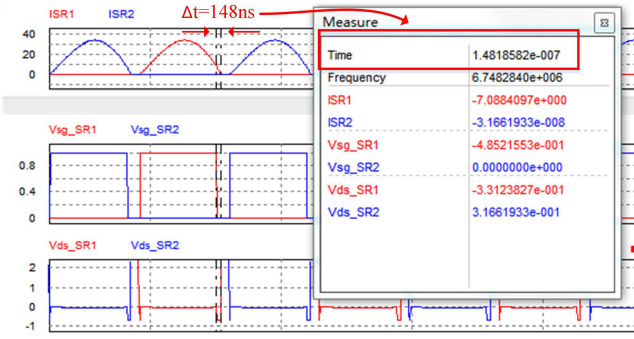 ISR1 ISR2 Δt=148ns
40
20
0
Vsg_SR1 Vsg_SR2
0.8
0.4
0
Vds_SR1 Vds_SR2
2
1
0
-1
Measure
Time 1.4818582e-007
Frequency 6.7482840e+006
ISR1 -7.0884097e+000
ISR2 -3.1661933e-008
Vsg_SR1 -4.8521553e-001
Vsg_SR2 0.0000000e+000
Vds_SR1 -3.3123827e-001
Vds_SR2 3.1661933e-001